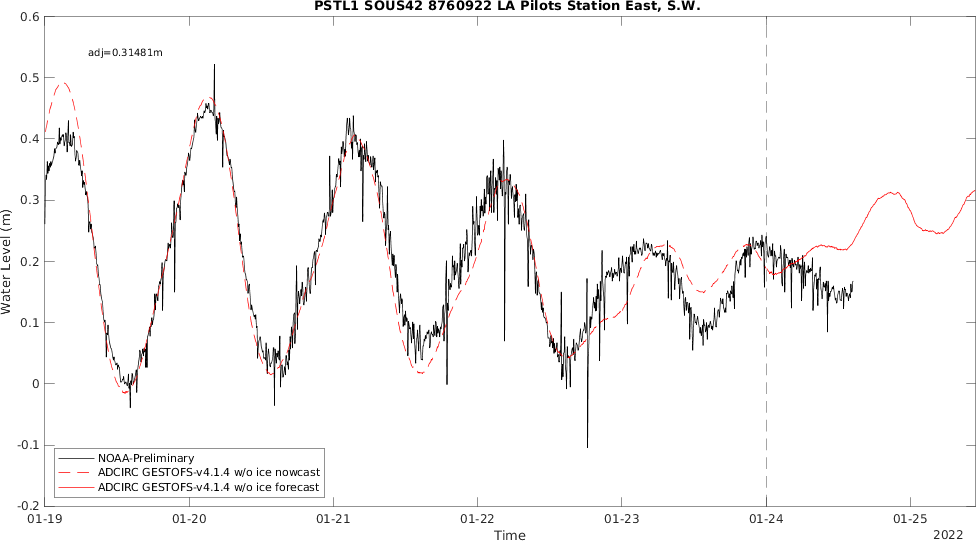 PSTL1 SOUS42 8760922 LA Pilots Station East, S.W.
adj=0.31481m
0.6
0.5
0.4
0.3
0.2
0.1
0
-0.1
-0.2
Water Level (m)
NOAA-Preliminary
ADCIRC GESTOFS-v4.1.4 w/o ice nowcast
ADCIRC GESTOFS-v4.1.4 w/o ice forecast
01-19 01-20 01-21 01-22 01-23 01-24 01-25
Time
2022